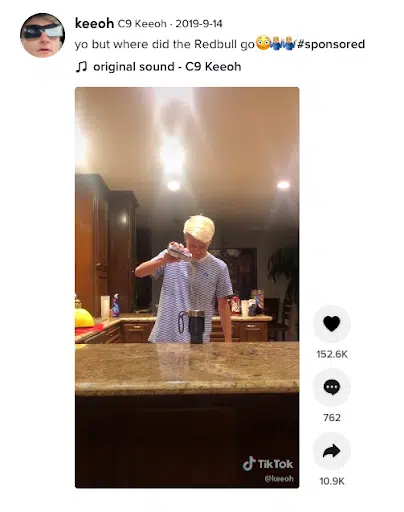 keeoh C9 Keeoh · 2019-9-14
yo but where did the Redbull go😳🤷🏼‍♂️🤷🏼‍♂️#sponsored
♫ original sound - C9 Keeoh
152.6K
762
10.9K
TikTok
@keeoh